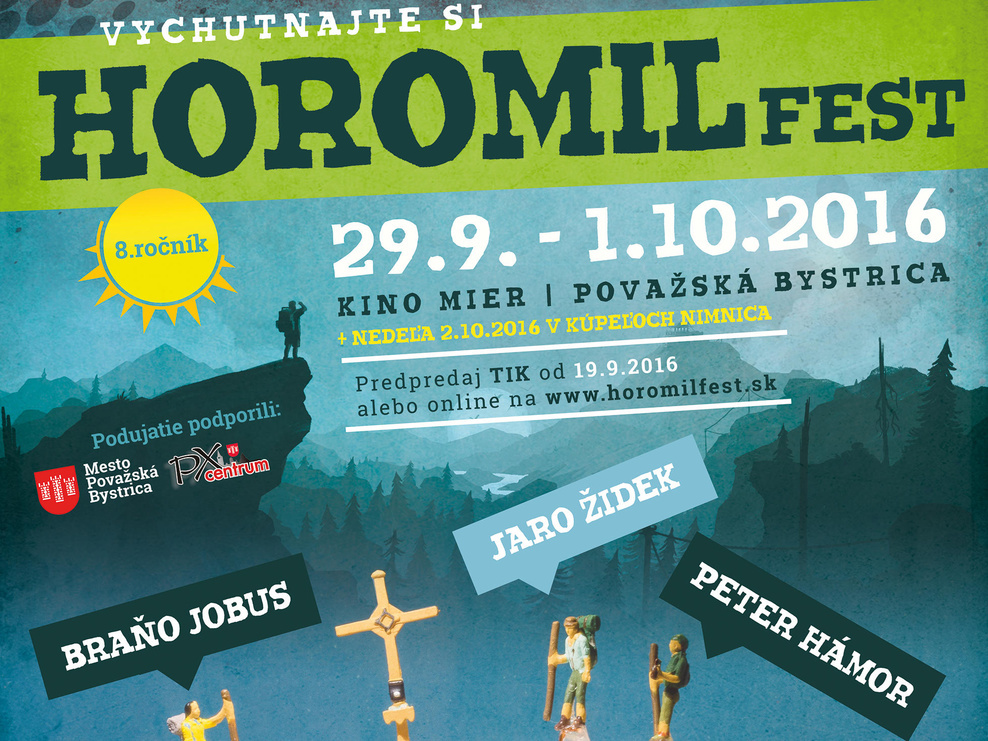 VYCHUTNAJTE SI
HOROMIL FEST
8.ročník
29.9. - 1.10.2016
KINO MIER | POVAŽSKÁ BYSTRICA
+ NEDEĽA 2.10.2016 V KÚPEĽOCH NIMNICA
Predpredaj TIK od 19.9.2016
alebo online na www.horomilfest.sk
Podujatie podporili:
Mesto
Považská
Bystrica
PX
centrum
JARO ŽIDEK
PETER HÁMOR
BRAŇO JOBUS